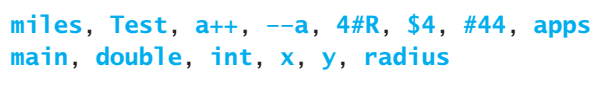 miles, Test, a++, --a, 4#R, $4, #44, apps
main, double, int, x, y, radius